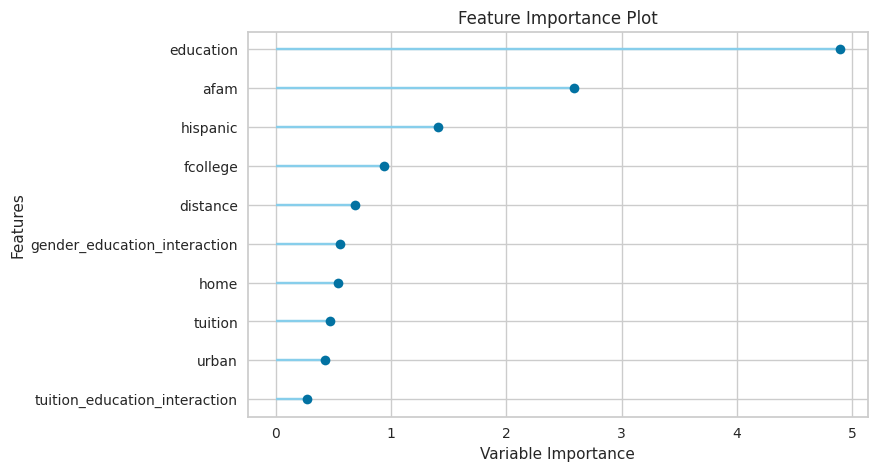 Feature Importance Plot
education
afam
hispanic
fcollege
distance
gender_education_interaction
home
tuition
urban
tuition_education_interaction
Features
0 1 2 3 4 5
Variable Importance